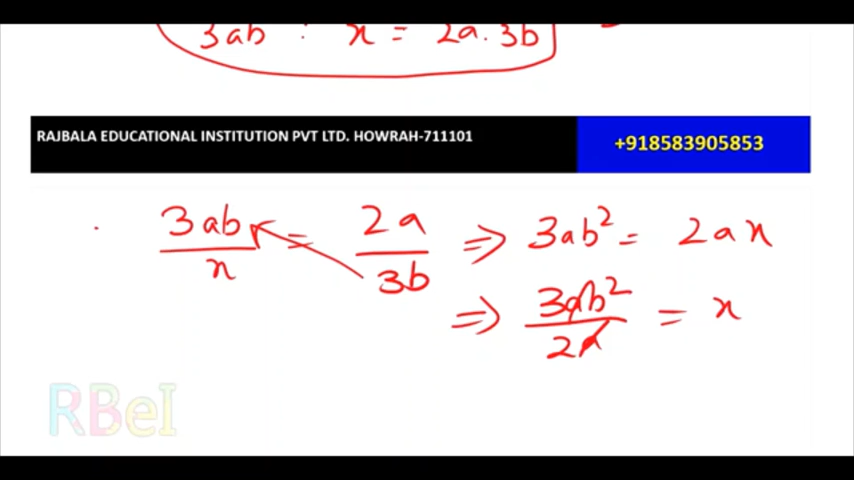 3ab : x = 2a.3b
RAJBALA EDUCATIONAL INSTITUTION PVT LTD. HOWRAH-711101
+918583905853
3ab/x = 2a/3b ⇒ 3ab² = 2ax
⇒ 3ab²/2a = x
RBeI